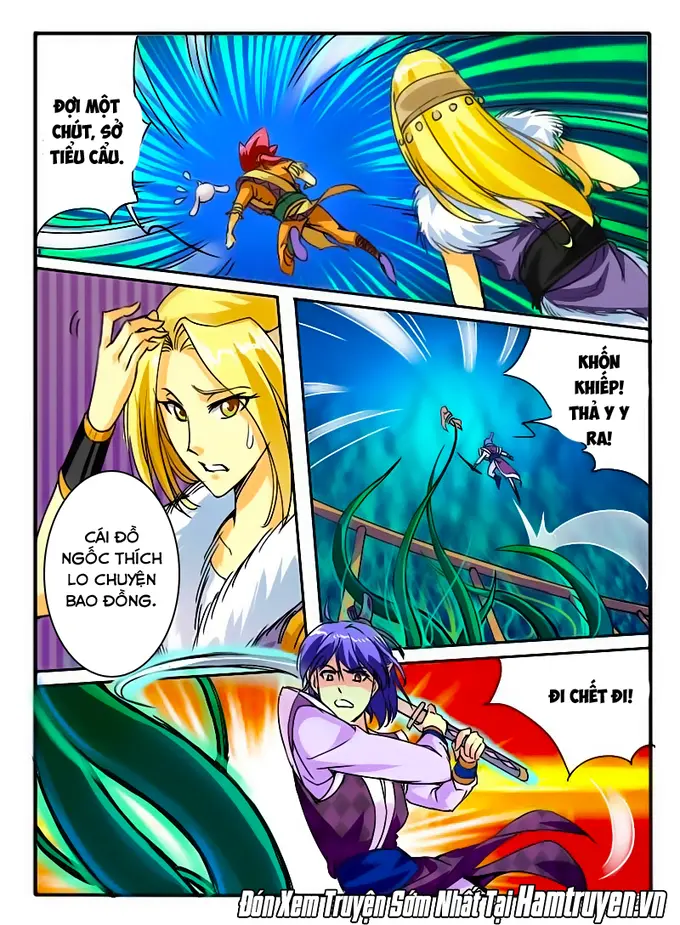 ĐỢI MỘT
CHÚT, SỞ
TIỂU CẨU.
KHỐN
KHIẾP!
THẢ Y Y
RA!
CÁI ĐỒ
NGỐC THÍCH
LO CHUYỆN
BAO ĐỒNG.
ĐI CHẾT ĐI!
Đón Xem Truyện Sớm Nhất Tại Hamtruyen.vn